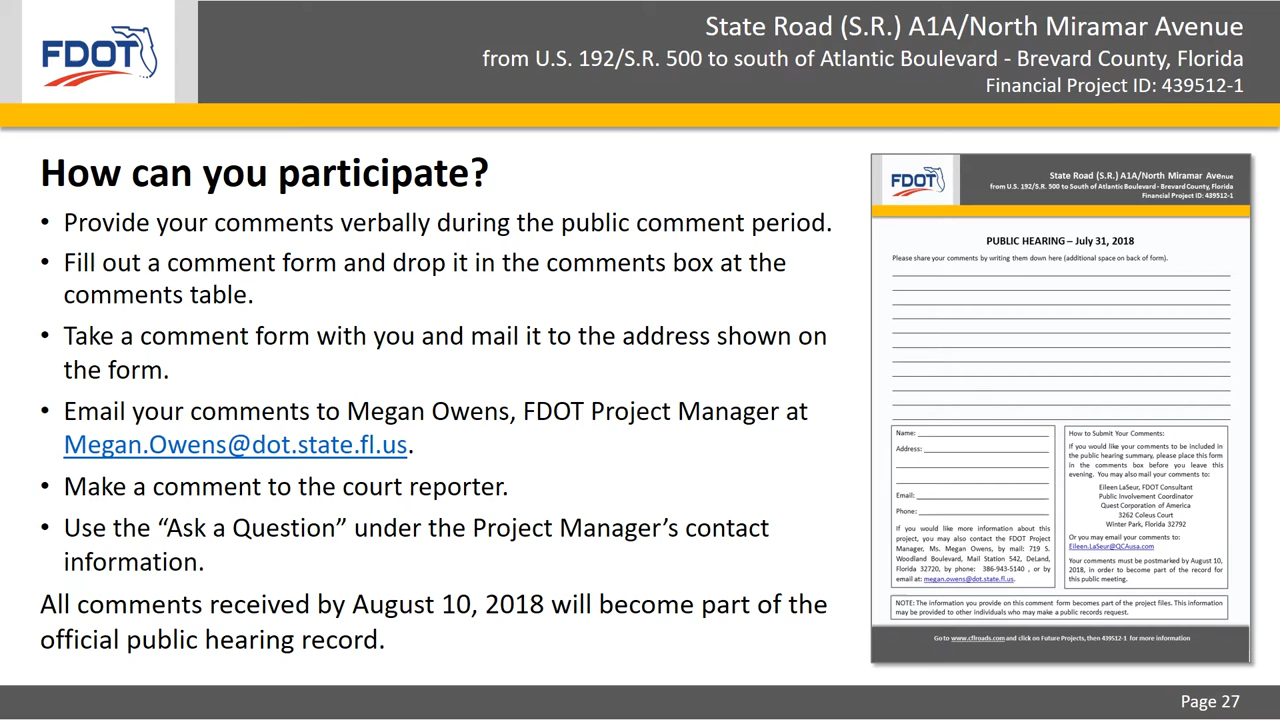 FDOT
State Road (S.R.) A1A/North Miramar Avenue
from U.S. 192/S.R. 500 to south of Atlantic Boulevard - Brevard County, Florida
Financial Project ID: 439512-1
How can you participate?
• Provide your comments verbally during the public comment period.
• Fill out a comment form and drop it in the comments box at the
comments table.
• Take a comment form with you and mail it to the address shown on
the form.
• Email your comments to Megan Owens, FDOT Project Manager at
Megan.Owens@dot.state.fl.us.
• Make a comment to the court reporter.
• Use the “Ask a Question” under the Project Manager’s contact
information.
All comments received by August 10, 2018 will become part of the
official public hearing record.
FDOT
State Road (S.R.) A1A/North Miramar Avenue
from U.S. 192/S.R. 500 to South of Atlantic Boulevard - Brevard County, Florida
Financial Project ID: 439512-1
PUBLIC HEARING – July 31, 2018
Please share your comments by writing them down here (additional space on back of form).
Name:
Address:
Email:
Phone:
If you would like more information about this
project, you may also contact the FDOT Project
Manager, Ms. Megan Owens, by mail: 719 S.
Woodland Boulevard, Mail Station 542, DeLand,
Florida 32720, by phone: 386-943-5140 , or by
email at: megan.owens@dot.state.fl.us.
How to Submit Your Comments:
If you would like your comments to be included in
the public hearing summary, please place this form
in the comments box before you leave this
evening. You may also mail your comments to:
Eileen LaSeur, FDOT Consultant
Public Involvement Coordinator
Quest Corporation of America
3262 Coleus Court
Winter Park, Florida 32792
Or you may email your comments to:
Eileen.LaSeur@QCAusa.com
Your comments must be postmarked by August 10,
2018, in order to become part of the record for
this public meeting.
NOTE: The information you provide on this comment form becomes part of the project files. This information
may be provided to other individuals who may make a public records request.
Go to www.cflroads.com and click on Future Projects, then 439512-1 for more information
Page 27